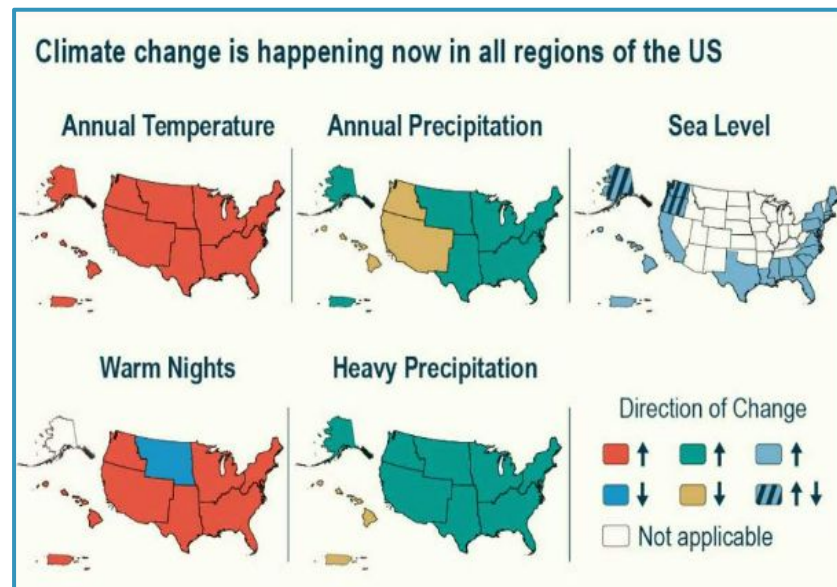 Climate change is happening now in all regions of the US
Annual Temperature
Annual Precipitation
Sea Level
Warm Nights
Heavy Precipitation
Direction of Change
↑ ↑ ↑
↓ ↓ ↑ ↓
Not applicable